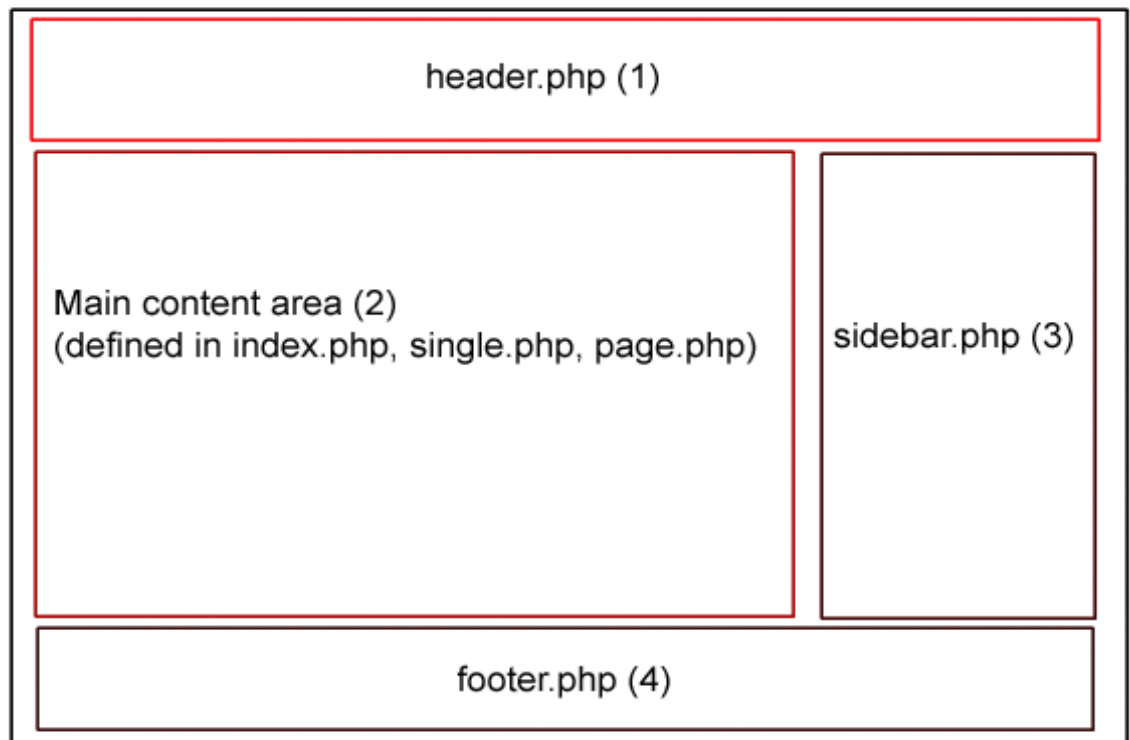 header.php (1)
Main content area (2)
(defined in index.php, single.php, page.php)
sidebar.php (3)
footer.php (4)